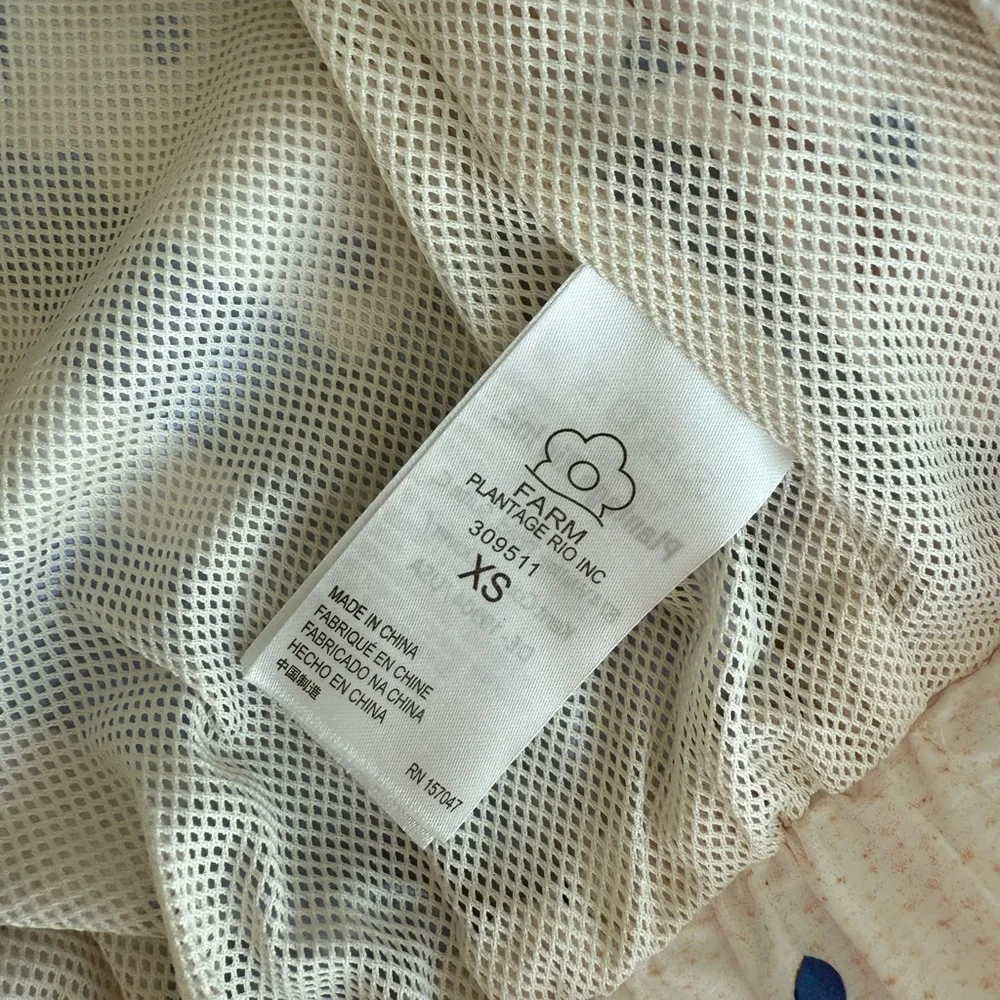 FARM
PLANTAGE RIO INC
309511
XS
MADE IN CHINA
FABRIQUÉ EN CHINE
FABRICADO NA CHINA
HECHO EN CHINA
中国制造
RN 157047